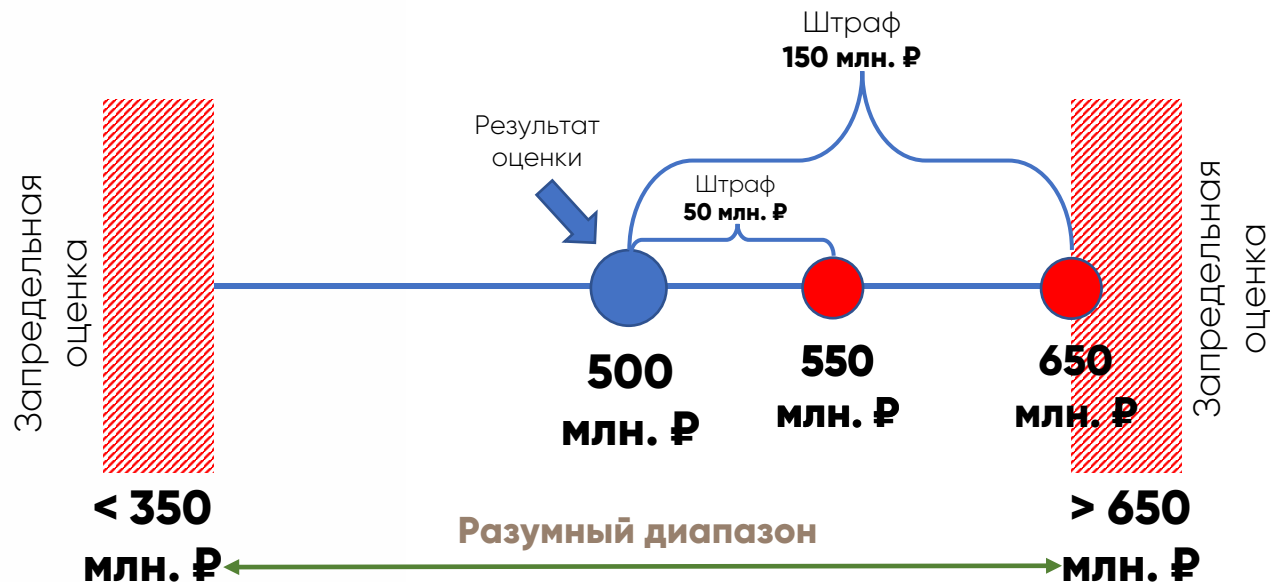 Штраф
150 млн. ₽
Результат
оценки
Штраф
50 млн. ₽
Запредельная
оценка
Запредельная
оценка
500
млн. ₽
550
млн. ₽
650
млн. ₽
< 350
млн. ₽
> 650
млн. ₽
Разумный диапазон